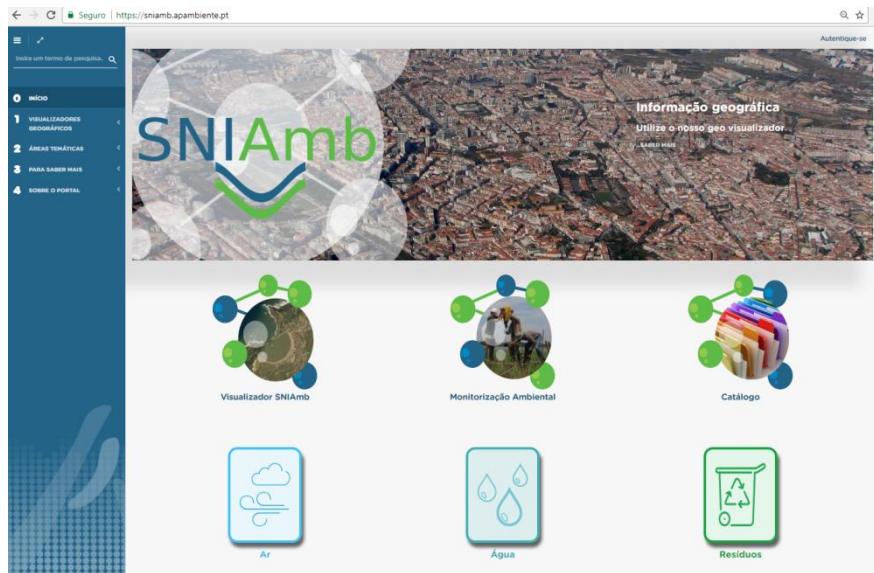 Seguro | https://sniamb.apambiente.pt
Autentique-se
Insira um termo de pesquisa.
0 INÍCIO
1 VISUALIZADORES
GEOGRÁFICOS
2 ÁREAS TEMÁTICAS
3 PARA SABER MAIS
4 SOBRE O PORTAL
SNIAmb
Informação geográfica
Utilize o nosso geo visualizador
SABER MAIS
Visualizador SNIAmb
Monitorização Ambiental
Catálogo
Ar
Água
Resíduos